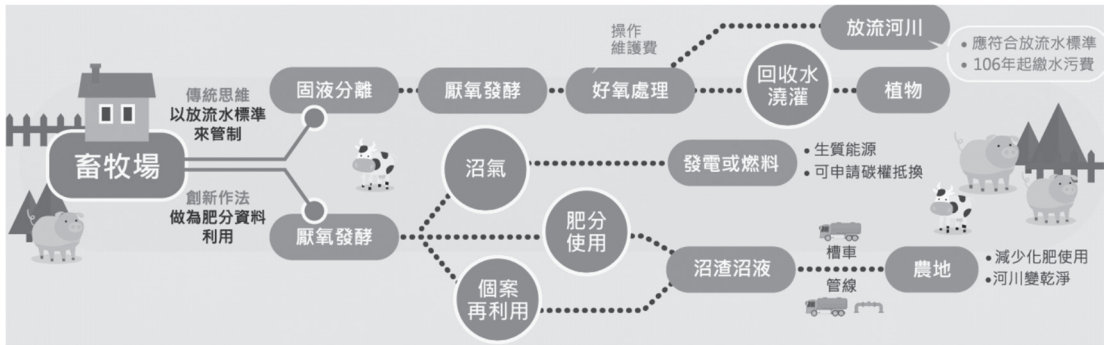 畜牧場
傳統思維
以放流水標準
來管制
固液分離
厭氧發酵
操作
維護費
好氧處理
放流河川
• 應符合放流水標準
• 106年起繳水污費
回收水
澆灌
植物
創新作法
做為肥分資料
利用
厭氧發酵
沼氣
發電或燃料
• 生質能源
• 可申請碳權抵換
肥分
使用
個案
再利用
沼渣沼液
槽車
管線
農地
• 減少化肥使用
• 河川變乾淨